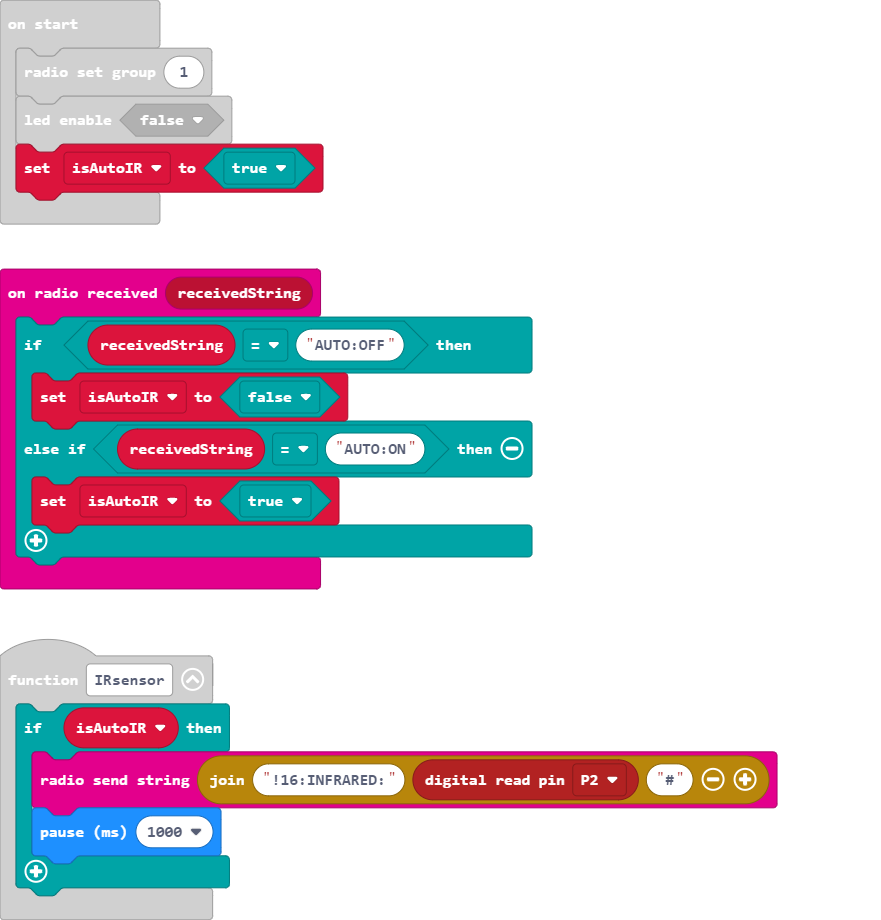 on start
radio set group 1
led enable false
set isAutoIR to true
on radio received receivedString
if receivedString = "AUTO:OFF" then
set isAutoIR to false
else if receivedString = "AUTO:ON" then
set isAutoIR to true
function IRsensor
if isAutoIR then
radio send string join "!16:INFRARED:" digital read pin P2 "#"
pause (ms) 1000